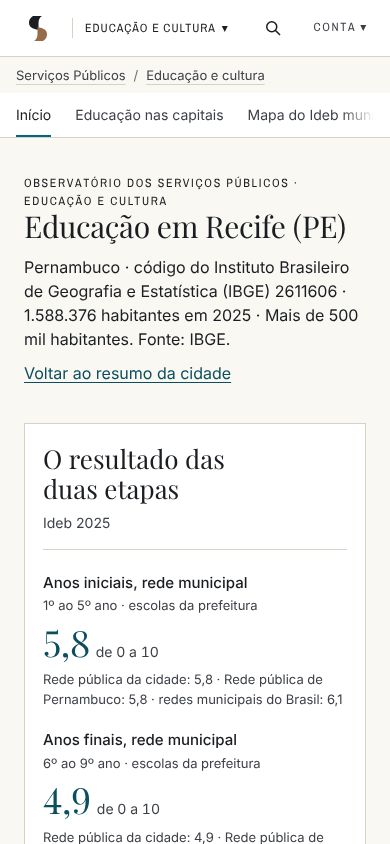 EDUCAÇÃO E CULTURA ▾
CONTA ▾
Serviços Públicos / Educação e cultura
Início Educação nas capitais Mapa do Ideb mun
OBSERVATÓRIO DOS SERVIÇOS PÚBLICOS ·
EDUCAÇÃO E CULTURA
Educação em Recife (PE)
Pernambuco · código do Instituto Brasileiro
de Geografia e Estatística (IBGE) 2611606 ·
1.588.376 habitantes em 2025 · Mais de 500
mil habitantes. Fonte: IBGE.
Voltar ao resumo da cidade
O resultado das
duas etapas
Ideb 2025
Anos iniciais, rede municipal
1º ao 5º ano · escolas da prefeitura
5,8 de 0 a 10
Rede pública da cidade: 5,8 · Rede pública de
Pernambuco: 5,8 · redes municipais do Brasil: 6,1
Anos finais, rede municipal
6º ao 9º ano · escolas da prefeitura
4,9 de 0 a 10
Rede pública da cidade: 4,9 · Rede pública de